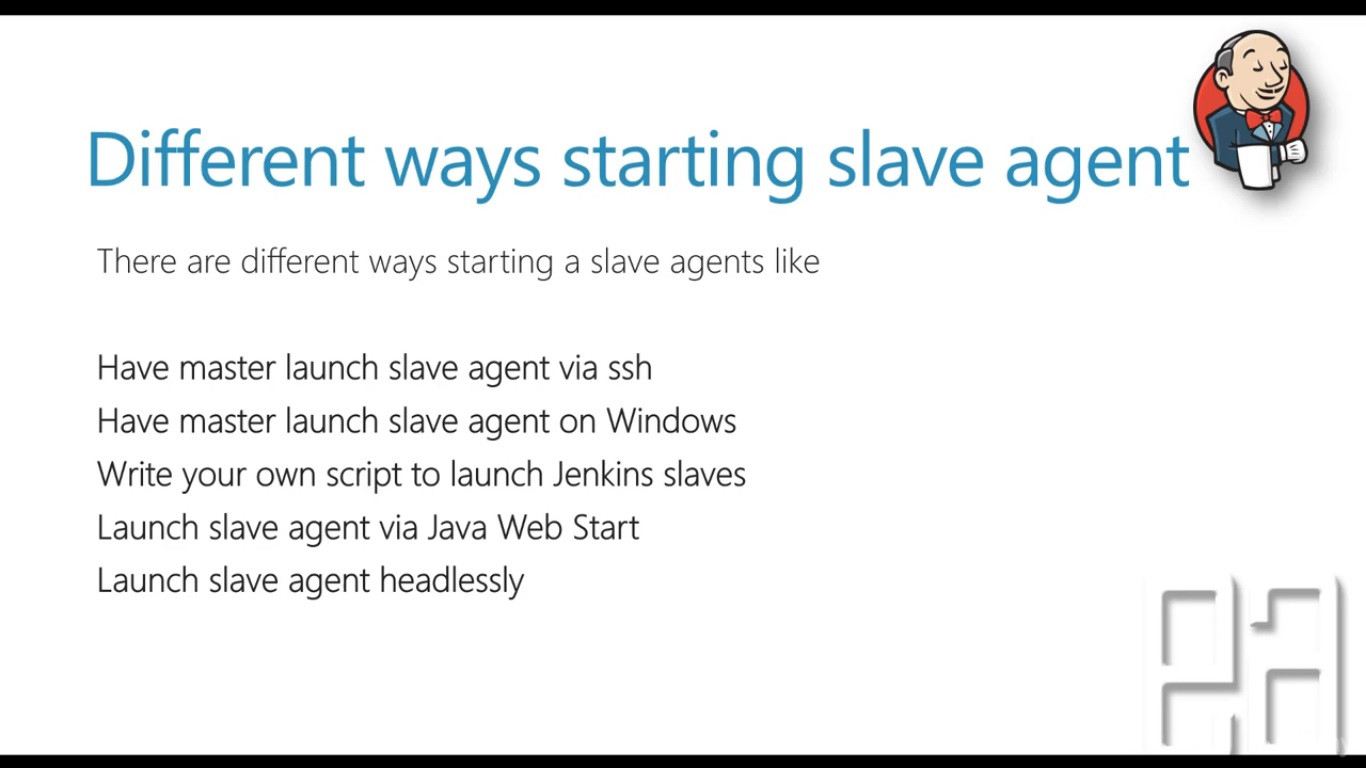 Different ways starting slave agent
There are different ways starting a slave agents like
Have master launch slave agent via ssh
Have master launch slave agent on Windows
Write your own script to launch Jenkins slaves
Launch slave agent via Java Web Start
Launch slave agent headlessly